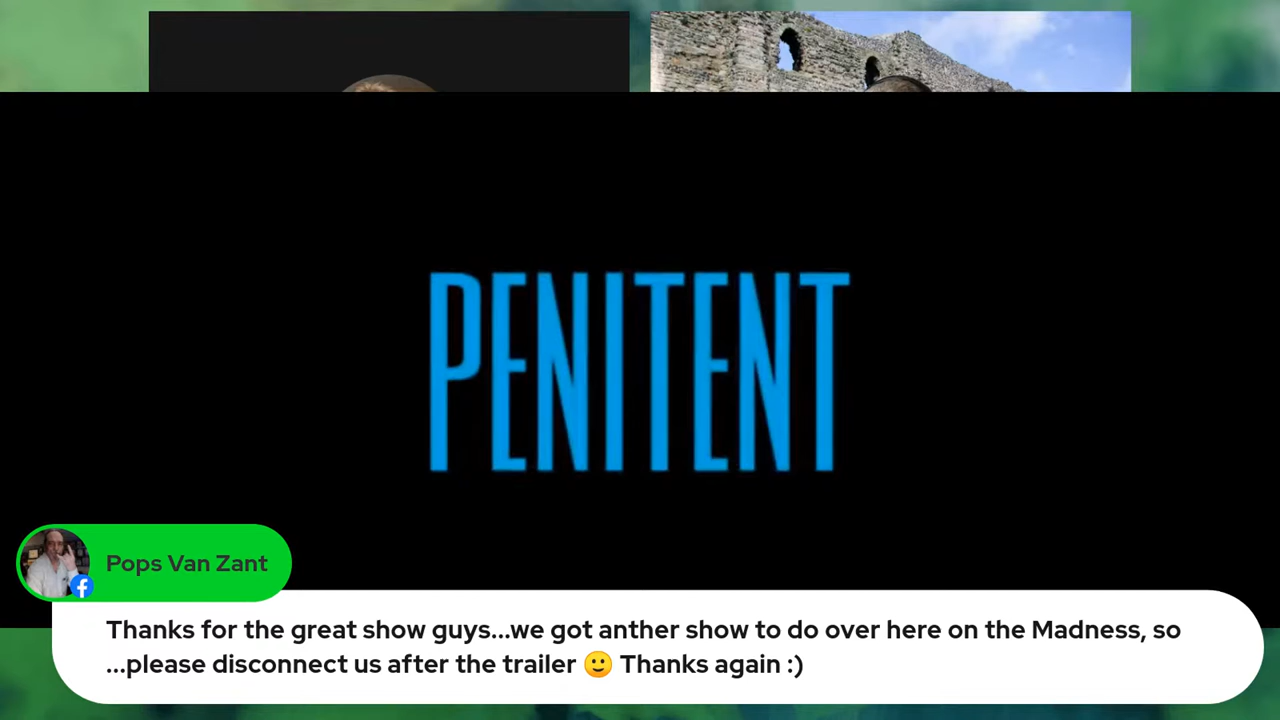 PENITENT
Pops Van Zant
Thanks for the great show guys...we got anther show to do over here on the Madness, so
...please disconnect us after the trailer 🙂 Thanks again :)